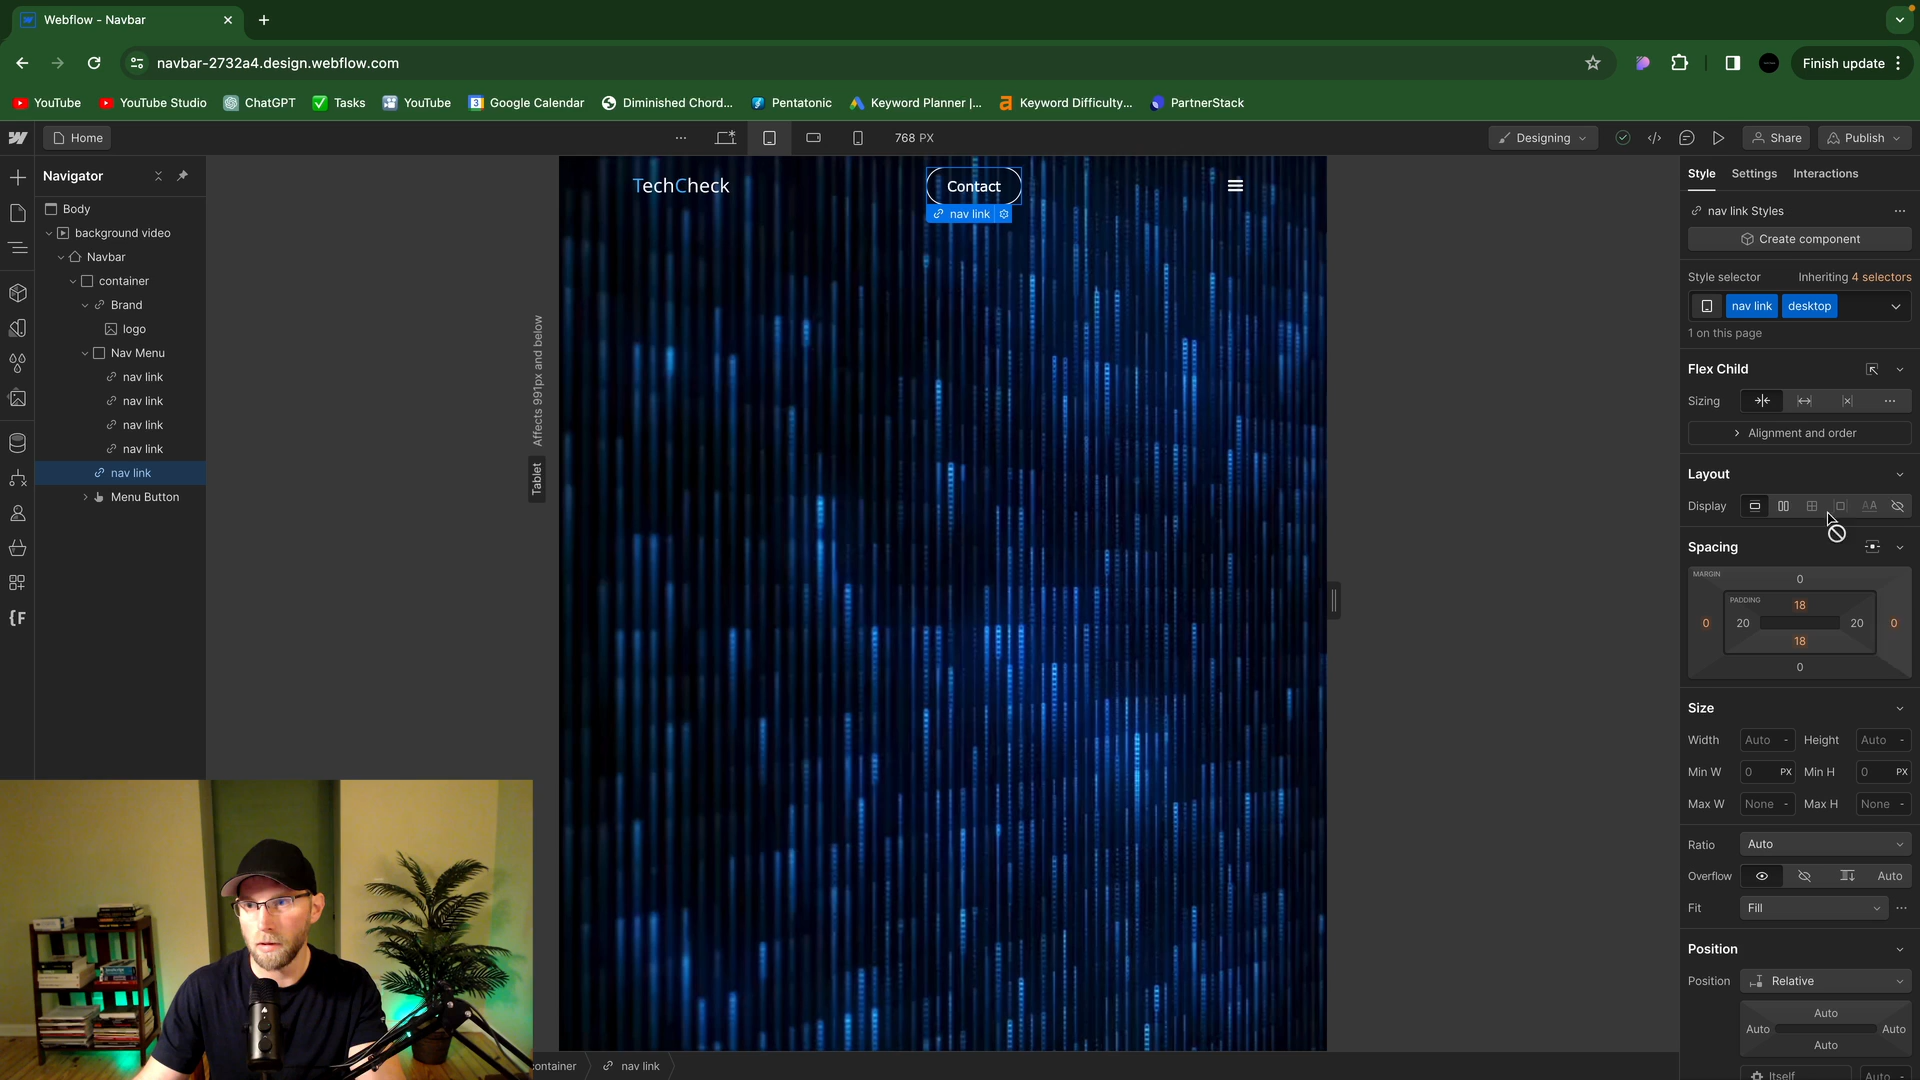 Webflow - Navbar
navbar-2732a4.design.webflow.com
Finish update
YouTube
YouTube Studio
ChatGPT
Tasks
YouTube
Google Calendar
Diminished Chord...
Pentatonic
Keyword Planner |...
Keyword Difficulty...
PartnerStack
Home
768 PX
Designing
Share
Publish
Navigator
Body
background video
Navbar
container
Brand
logo
Nav Menu
nav link
nav link
nav link
nav link
nav link
Menu Button
Affects 991px and below
Tablet
TechCheck
Contact
nav link
Style
Settings
Interactions
nav link Styles
Create component
Style selector
Inheriting 4 selectors
nav link
desktop
1 on this page
Flex Child
Sizing
Alignment and order
Layout
Display
Spacing
MARGIN
0
PADDING
18
0
20
20
0
18
0
Size
Width
Auto -
Height
Auto -
Min W
0 PX
Min H
0 PX
Max W
None -
Max H
None -
Ratio
Auto
Overflow
Auto
Fit
Fill
Position
Position
Relative
Auto
Auto
Auto
Auto
Itself
Auto -
ontainer
nav link